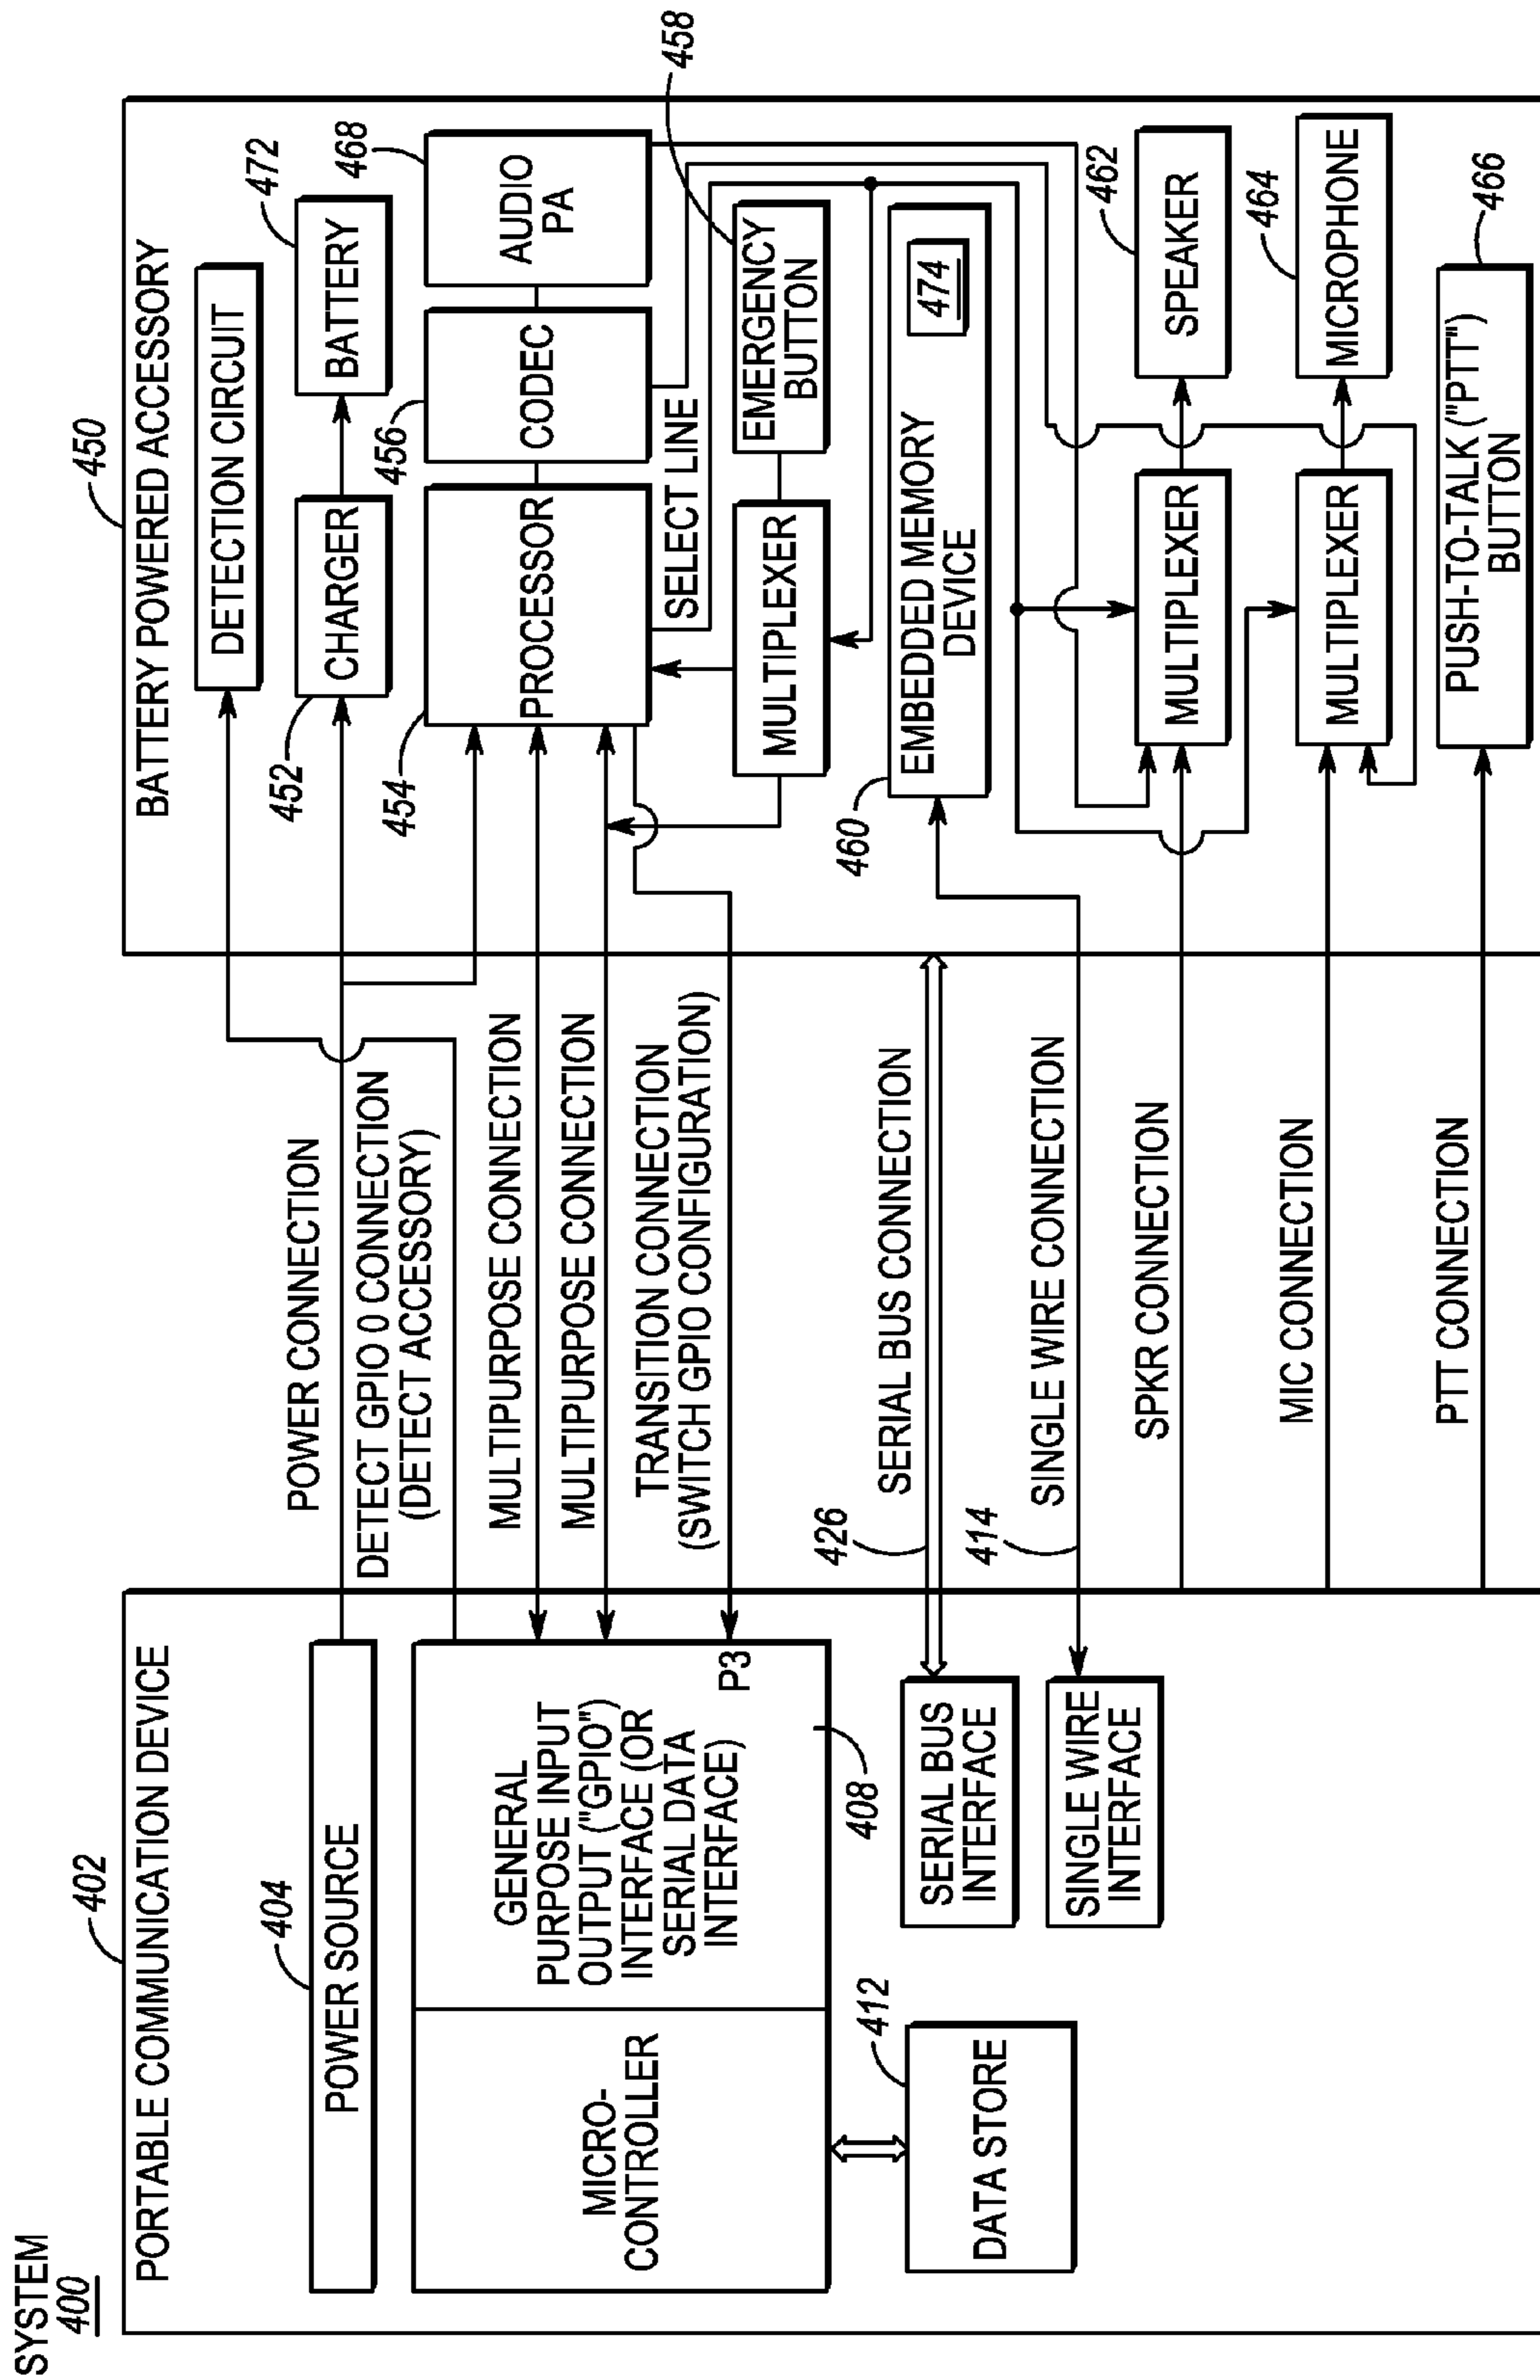 SYSTEM
400
402
PORTABLE COMMUNICATION DEVICE
404
POWER SOURCE
MICRO-
CONTROLLER
GENERAL
PURPOSE INPUT
OUTPUT ("GPIO")
INTERFACE (OR
SERIAL DATA
INTERFACE)
P3
408
412
DATA STORE
SERIAL BUS
INTERFACE
SINGLE WIRE
INTERFACE
POWER CONNECTION
DETECT GPIO 0 CONNECTION
(DETECT ACCESSORY)
MULTIPURPOSE CONNECTION
MULTIPURPOSE CONNECTION
TRANSITION CONNECTION
(SWITCH GPIO CONFIGURATION)
426
SERIAL BUS CONNECTION
414
SINGLE WIRE CONNECTION
SPKR CONNECTION
MIC CONNECTION
PTT CONNECTION
450
BATTERY POWERED ACCESSORY
DETECTION CIRCUIT
452
CHARGER
472
BATTERY
454
PROCESSOR
456
CODEC
468
AUDIO
PA
SELECT LINE
MULTIPLEXER
EMERGENCY
BUTTON
458
460
EMBEDDED MEMORY
DEVICE
474
MULTIPLEXER
462
SPEAKER
MULTIPLEXER
464
MICROPHONE
PUSH-TO-TALK ("PTT")
BUTTON
466